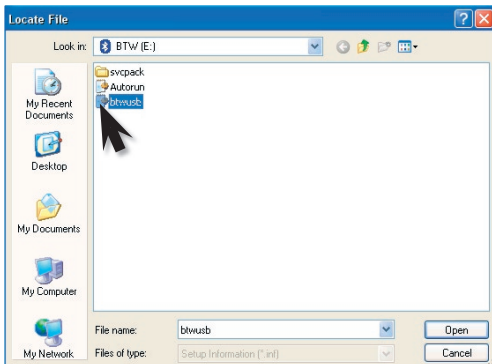 Locate File
Look in: BTW (E:)
svcpack
Autorun
btwusb
My Recent
Documents
Desktop
My Documents
My Computer
My Network
File name: btwusb Open
Files of type: Setup Information (*.inf) Cancel